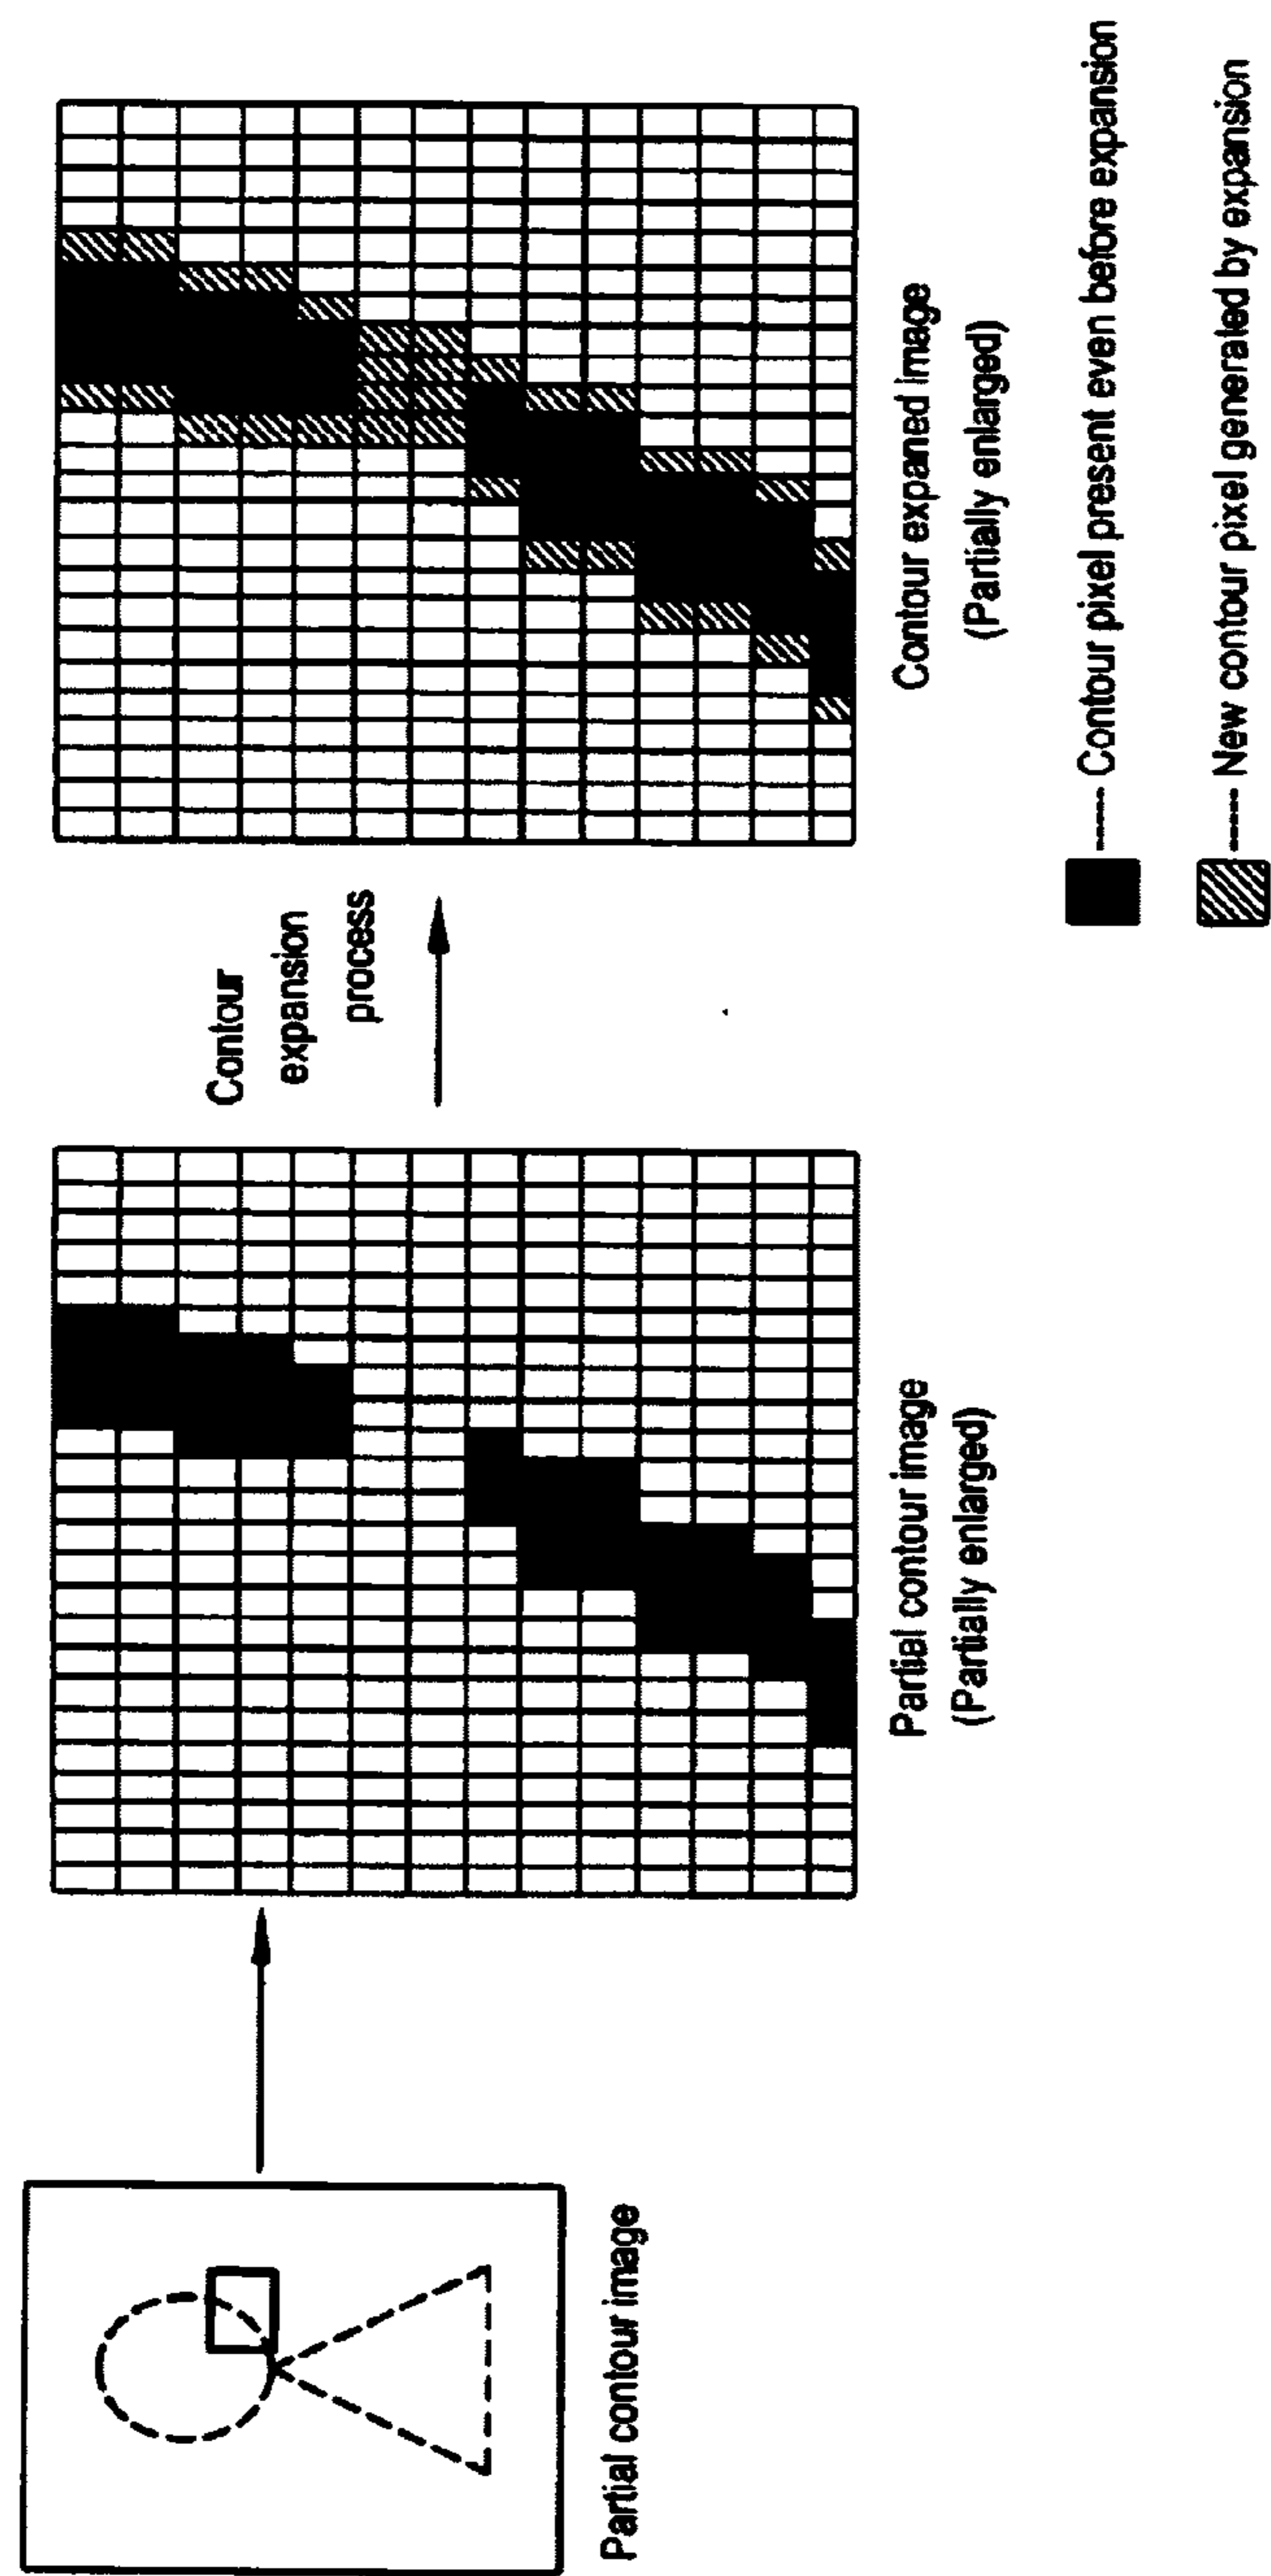 Partial contour image
Partial contour image
(Partially enlarged)
Contour
expansion
process
Contour expaned image
(Partially enlarged)
---- Contour pixel present even before expansion
---- New contour pixel generated by expansion